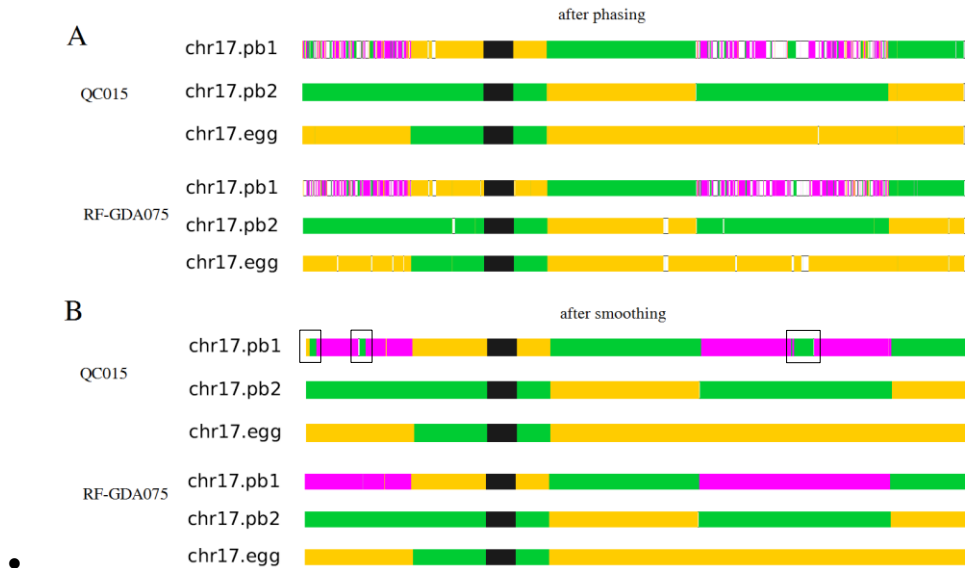 after phasing
A
chr17.pb1
QC015
chr17.pb2
chr17.egg
chr17.pb1
RF-GDA075
chr17.pb2
chr17.egg
B
after smoothing
chr17.pb1
QC015
chr17.pb2
chr17.egg
chr17.pb1
RF-GDA075
chr17.pb2
chr17.egg